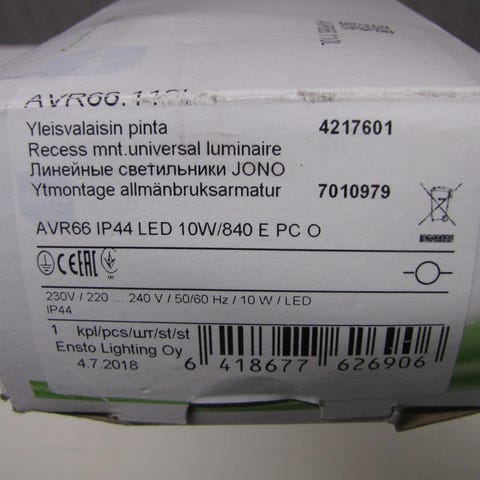 Yleisvalaisin pinta 4217601
Recess mnt.universal luminaire
Линейные светильники JONO
Ytmontage allmänbruksarmatur 7010979
AVR66 IP44 LED 10W/840 E PC O
CE EAC
230V / 220 ... 240 V / 50/60 Hz / 10 W / LED
IP44
1 kpl/pcs/шт/st/st
Ensto Lighting Oy
4.7.2018
6 418677 626906